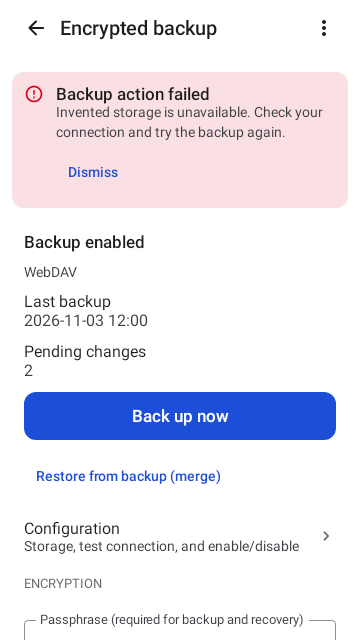 Encrypted backup
Backup action failed
Invented storage is unavailable. Check your
connection and try the backup again.
Dismiss
Backup enabled
WebDAV
Last backup
2026-11-03 12:00
Pending changes
2
Back up now
Restore from backup (merge)
Configuration
Storage, test connection, and enable/disable
ENCRYPTION
Passphrase (required for backup and recovery)